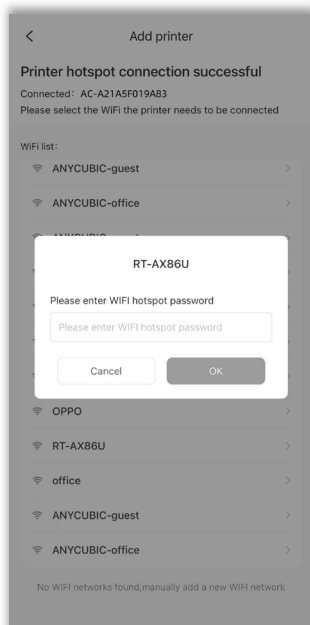 Add printer
Printer hotspot connection successful
Connected: AC-A21A5F019A83
Please select the WiFi the printer needs to be connected
WiFi list:
ANYCUBIC-guest
ANYCUBIC-office
RT-AX86U
Please enter WIFI hotspot password
Please enter WIFI hotspot password
Cancel
OK
OPPO
RT-AX86U
office
ANYCUBIC-guest
ANYCUBIC-office
No WIFI networks found,manually add a new WIFI network